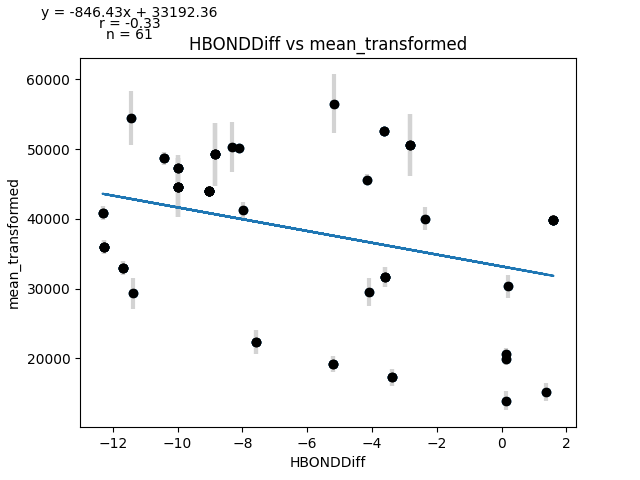 y = -846.43x + 33192.36
r = -0.33
n = 61
HBONDDiff vs mean_transformed
60000
50000
40000
30000
20000
mean_transformed
−12
−10
−8
−6
−4
−2
0
2
HBONDDiff